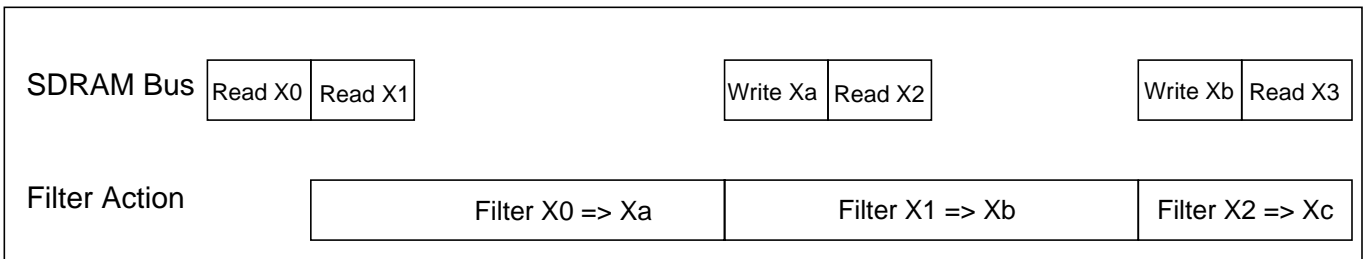 SDRAM Bus Read X0 Read X1 Write Xa Read X2 Write Xb Read X3
Filter Action Filter X0 => Xa Filter X1 => Xb Filter X2 => Xc